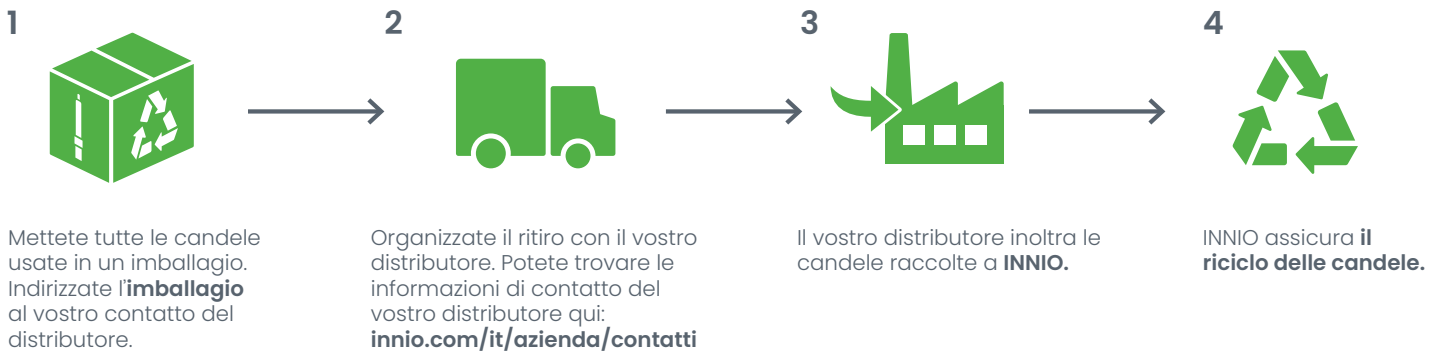 1
Mettete tutte le candele
usate in un imballagio.
Indirizzate l'imballagio
al vostro contatto del
distributore.
2
Organizzate il ritiro con il vostro
distributore. Potete trovare le
informazioni di contatto del
vostro distributore qui:
innio.com/it/azienda/contatti
3
Il vostro distributore inoltra le
candele raccolte a INNIO.
4
INNIO assicura il
riciclo delle candele.